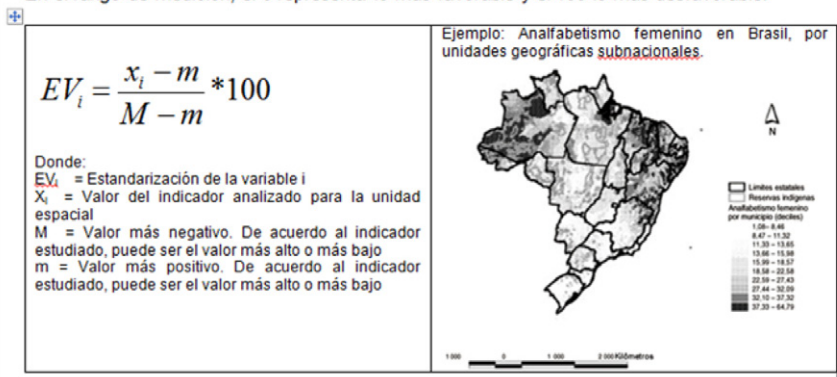 EV_i = (x_i − m) / (M − m) *100
Donde:
EV_i = Estandarización de la variable i
X_i = Valor del indicador analizado para la unidad
espacial
M = Valor más negativo. De acuerdo al indicador
estudiado, puede ser el valor más alto o más bajo
m = Valor más positivo. De acuerdo al indicador
estudiado, puede ser el valor más alto o más bajo
Ejemplo: Analfabetismo femenino en Brasil, por
unidades geográficas subnacionales.
N
Límites estatales
Reservas indígenas
Analfabetismo femenino
por município (deciles)
1,08– 8,46
8,47 – 11,32
11,33 – 13,65
13,66 – 15,98
15,99 – 18,57
18,58 – 22,58
22,59 – 27,43
27,44 – 32,09
32,10 – 37,32
37,33 – 64,79
1 000 0 1 000 2 000 Kilômetros